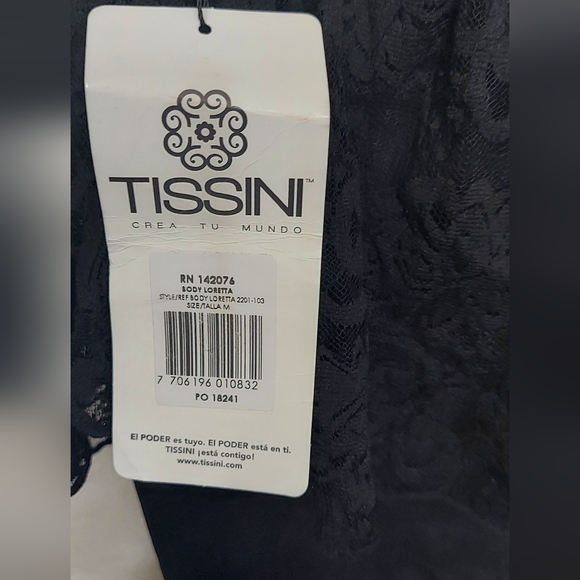 TISSINI™
CREA TU MUNDO
RN 142076
BODY LORETTA
STYLE/REF BODY LORETTA 2201-103
SIZE/TALLA M
7 706196 010832
PO 18241
El PODER es tuyo. El PODER está en ti.
TISSINI ¡está contigo!
www.tissini.com